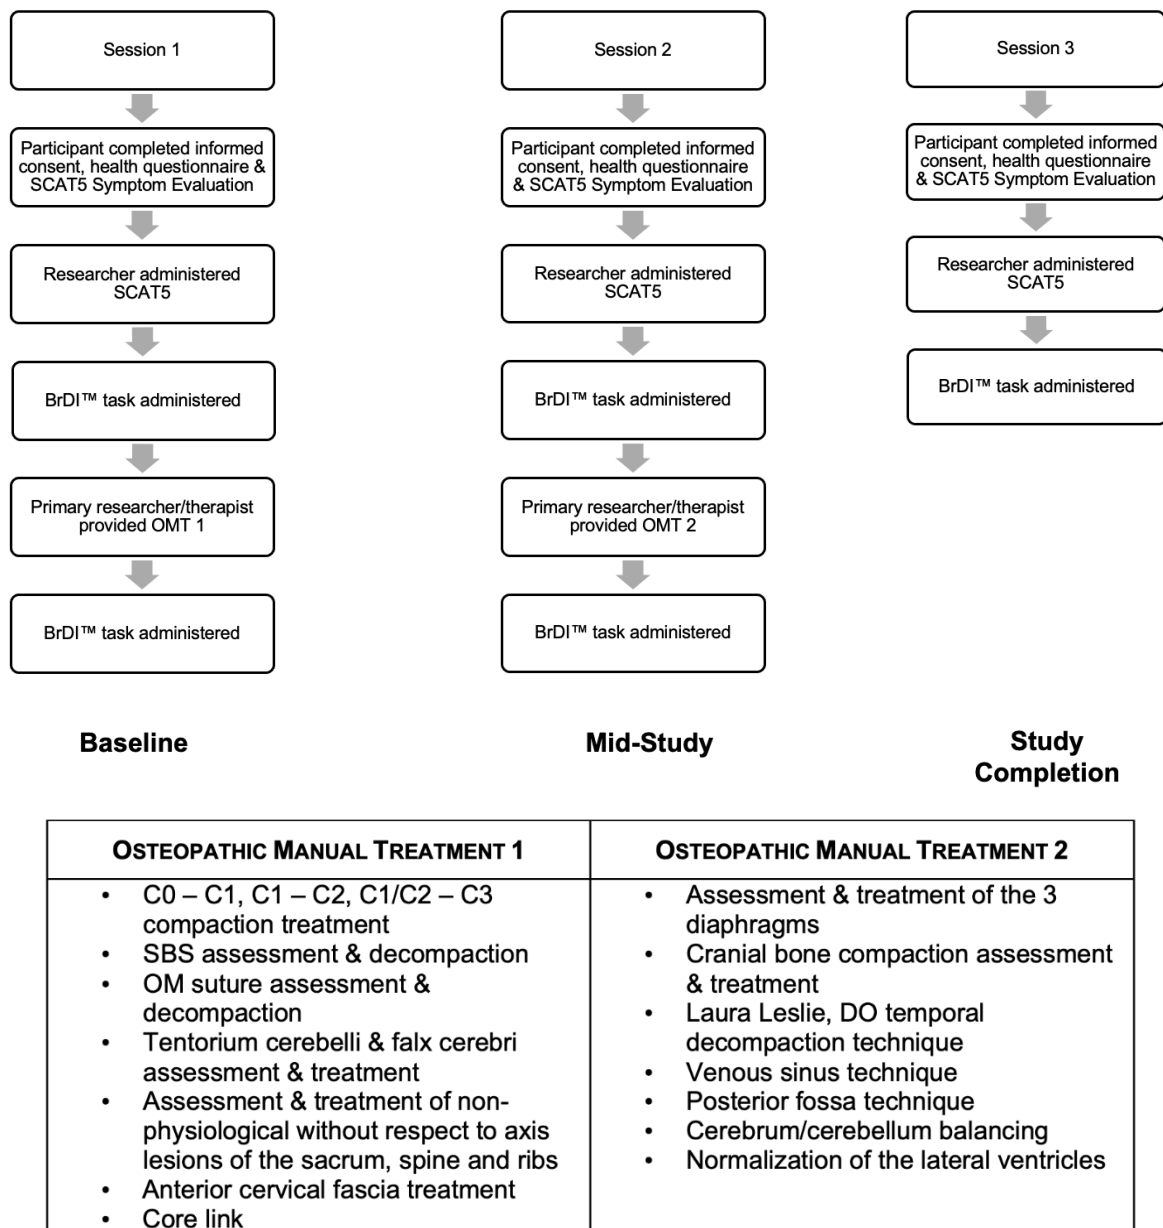 Session 1
Participant completed informed
consent, health questionnaire &
SCAT5 Symptom Evaluation
Researcher administered
SCAT5
BrDI™ task administered
Primary researcher/therapist
provided OMT 1
BrDI™ task administered
Baseline
Session 2
Participant completed informed
consent, health questionnaire
& SCAT5 Symptom Evaluation
Researcher administered
SCAT5
BrDI™ task administered
Primary researcher/therapist
provided OMT 2
BrDI™ task administered
Mid-Study
Session 3
Participant completed informed
consent, health questionnaire
& SCAT5 Symptom Evaluation
Researcher administered
SCAT5
BrDI™ task administered
Study
Completion
OSTEOPATHIC MANUAL TREATMENT 1
• C0 – C1, C1 – C2, C1/C2 – C3
compaction treatment
• SBS assessment & decompaction
• OM suture assessment &
decompaction
• Tentorium cerebelli & falx cerebri
assessment & treatment
• Assessment & treatment of non-
physiological without respect to axis
lesions of the sacrum, spine and ribs
• Anterior cervical fascia treatment
• Core link
OSTEOPATHIC MANUAL TREATMENT 2
• Assessment & treatment of the 3
diaphragms
• Cranial bone compaction assessment
& treatment
• Laura Leslie, DO temporal
decompaction technique
• Venous sinus technique
• Posterior fossa technique
• Cerebrum/cerebellum balancing
• Normalization of the lateral ventricles